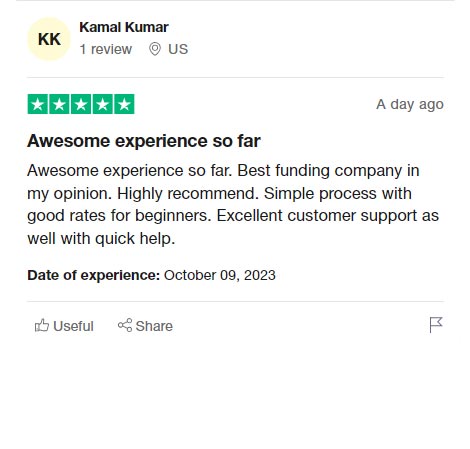 KK
Kamal Kumar
1 review US
A day ago
Awesome experience so far
Awesome experience so far. Best funding company in
my opinion. Highly recommend. Simple process with
good rates for beginners. Excellent customer support as
well with quick help.
Date of experience: October 09, 2023
Useful Share